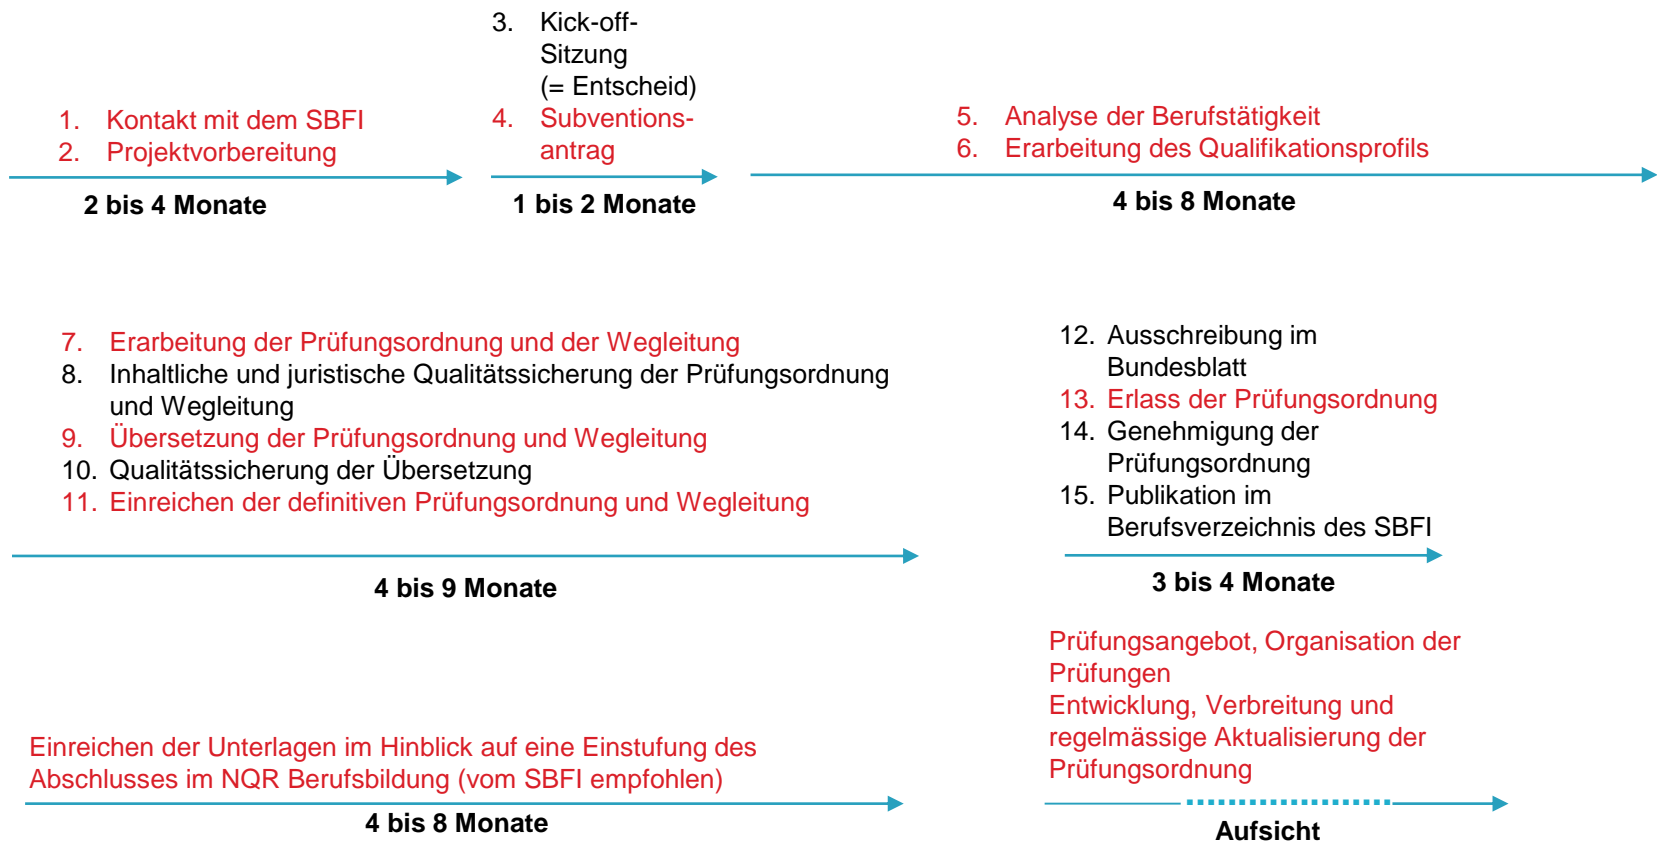 1. Kontakt mit dem SBFI
2. Projektvorbereitung
2 bis 4 Monate
3. Kick-off-
Sitzung
(= Entscheid)
4. Subventions-
antrag
1 bis 2 Monate
5. Analyse der Berufstätigkeit
6. Erarbeitung des Qualifikationsprofils
4 bis 8 Monate
7. Erarbeitung der Prüfungsordnung und der Wegleitung
8. Inhaltliche und juristische Qualitätssicherung der Prüfungsordnung
und Wegleitung
9. Übersetzung der Prüfungsordnung und Wegleitung
10. Qualitätssicherung der Übersetzung
11. Einreichen der definitiven Prüfungsordnung und Wegleitung
4 bis 9 Monate
12. Ausschreibung im
Bundesblatt
13. Erlass der Prüfungsordnung
14. Genehmigung der
Prüfungsordnung
15. Publikation im
Berufsverzeichnis des SBFI
3 bis 4 Monate
Einreichen der Unterlagen im Hinblick auf eine Einstufung des
Abschlusses im NQR Berufsbildung (vom SBFI empfohlen)
4 bis 8 Monate
Prüfungsangebot, Organisation der
Prüfungen
Entwicklung, Verbreitung und
regelmässige Aktualisierung der
Prüfungsordnung
Aufsicht